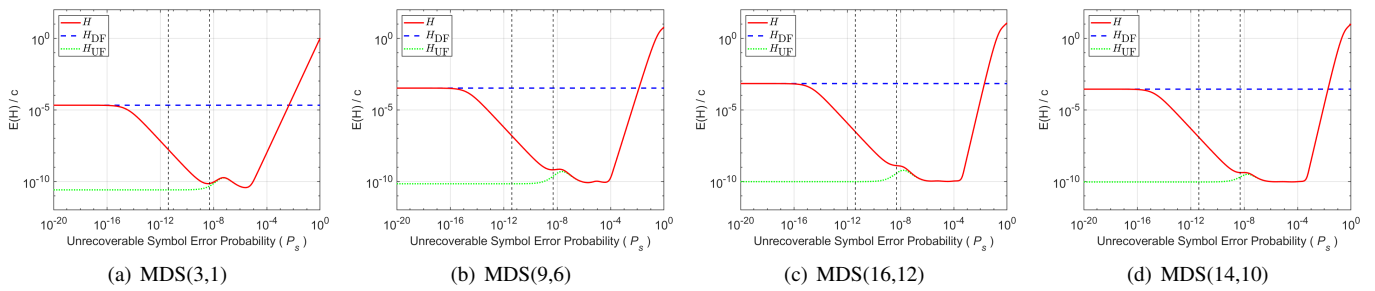 H
H_DF
H_UF
10^0
10^-5
10^-10
E(H) / c
10^-20 10^-16 10^-12 10^-8 10^-4 10^0
Unrecoverable Symbol Error Probability ( P_s )
(a) MDS(3,1)
H
H_DF
H_UF
10^0
10^-5
10^-10
E(H) / c
10^-20 10^-16 10^-12 10^-8 10^-4 10^0
Unrecoverable Symbol Error Probability ( P_s )
(b) MDS(9,6)
H
H_DF
H_UF
10^0
10^-5
10^-10
E(H) / c
10^-20 10^-16 10^-12 10^-8 10^-4 10^0
Unrecoverable Symbol Error Probability ( P_s )
(c) MDS(16,12)
H
H_DF
H_UF
10^0
10^-5
10^-10
E(H) / c
10^-20 10^-16 10^-12 10^-8 10^-4 10^0
Unrecoverable Symbol Error Probability ( P_s )
(d) MDS(14,10)